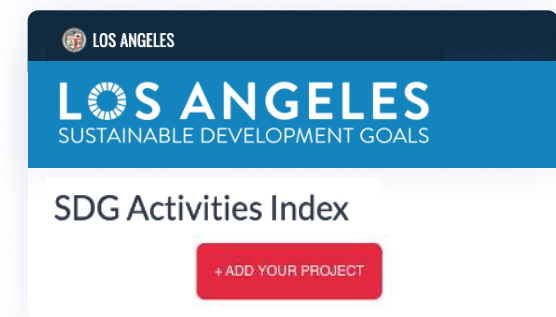 LOS ANGELES
LOS ANGELES
SUSTAINABLE DEVELOPMENT GOALS
SDG Activities Index
+ ADD YOUR PROJECT